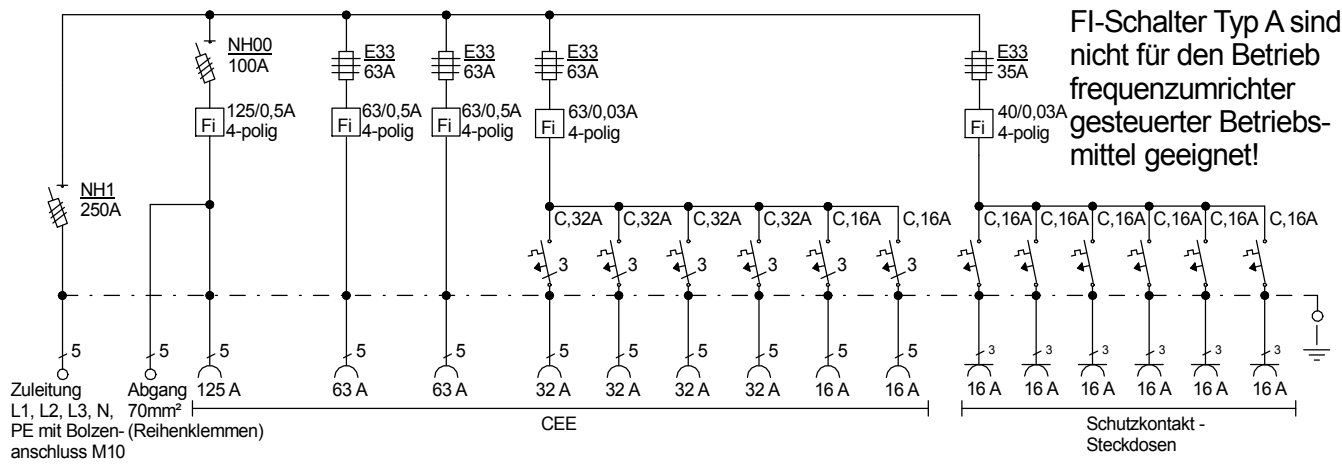 FI-Schalter Typ A sind
nicht für den Betrieb
frequenzumrichter
gesteuerter Betriebs-
mittel geeignet!
NH00
100A
E33
63A
E33
63A
E33
63A
E33
35A
Fi
125/0,5A
4-polig
Fi
63/0,5A
4-polig
Fi
63/0,5A
4-polig
Fi
63/0,03A
4-polig
Fi
40/0,03A
4-polig
NH1
250A
C,32A
C,32A
C,32A
C,32A
C,16A
C,16A
C,16A
C,16A
C,16A
C,16A
C,16A
C,16A
3
3
3
3
3
3
5
5
5
5
5
5
5
5
5
5
5
3
3
3
3
3
3
125 A
63 A
63 A
32 A
32 A
32 A
32 A
16 A
16 A
16 A
16 A
16 A
16 A
16 A
16 A
Zuleitung
L1, L2, L3, N,
PE mit Bolzen-
anschluss M10
Abgang
70mm²
(Reihenklemmen)
CEE
Schutzkontakt -
Steckdosen